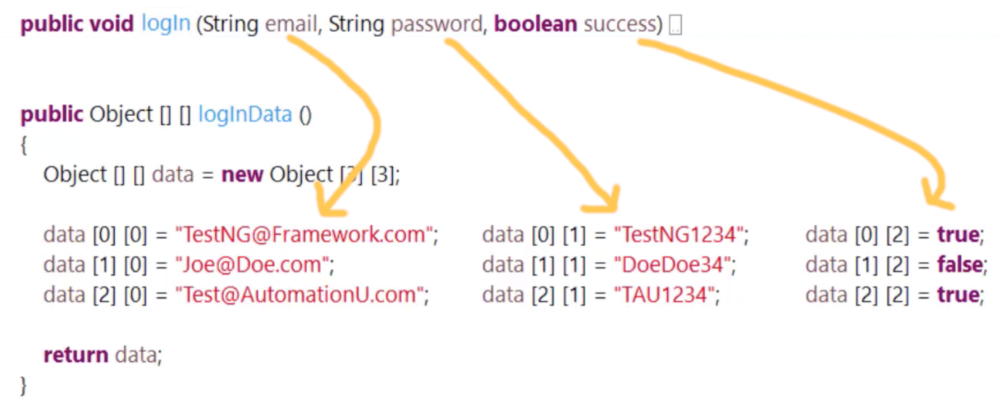 public void logIn (String email, String password, boolean success) ..
public Object [] [] logInData ()
{
Object [] [] data = new Object [3] [3];
data [0] [0] = "TestNG@Framework.com"; data [0] [1] = "TestNG1234"; data [0] [2] = true;
data [1] [0] = "Joe@Doe.com"; data [1] [1] = "DoeDoe34"; data [1] [2] = false;
data [2] [0] = "Test@AutomationU.com"; data [2] [1] = "TAU1234"; data [2] [2] = true;
return data;
}